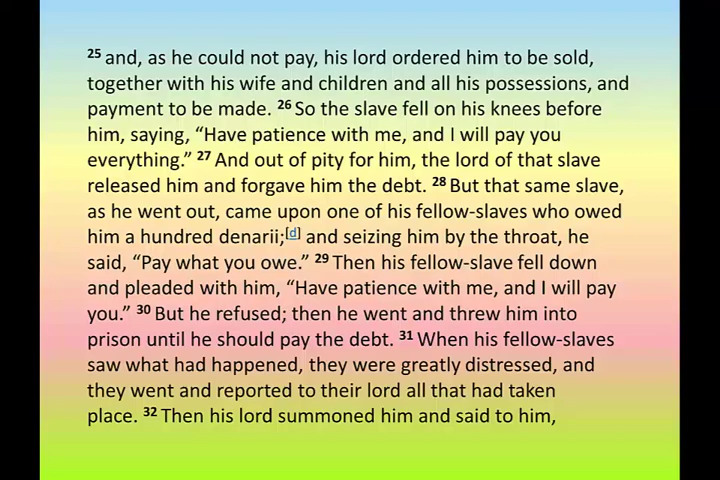 25 and, as he could not pay, his lord ordered him to be sold,
together with his wife and children and all his possessions, and
payment to be made. 26 So the slave fell on his knees before
him, saying, “Have patience with me, and I will pay you
everything.” 27 And out of pity for him, the lord of that slave
released him and forgave him the debt. 28 But that same slave,
as he went out, came upon one of his fellow-slaves who owed
him a hundred denarii;[d] and seizing him by the throat, he
said, “Pay what you owe.” 29 Then his fellow-slave fell down
and pleaded with him, “Have patience with me, and I will pay
you.” 30 But he refused; then he went and threw him into
prison until he should pay the debt. 31 When his fellow-slaves
saw what had happened, they were greatly distressed, and
they went and reported to their lord all that had taken
place. 32 Then his lord summoned him and said to him,